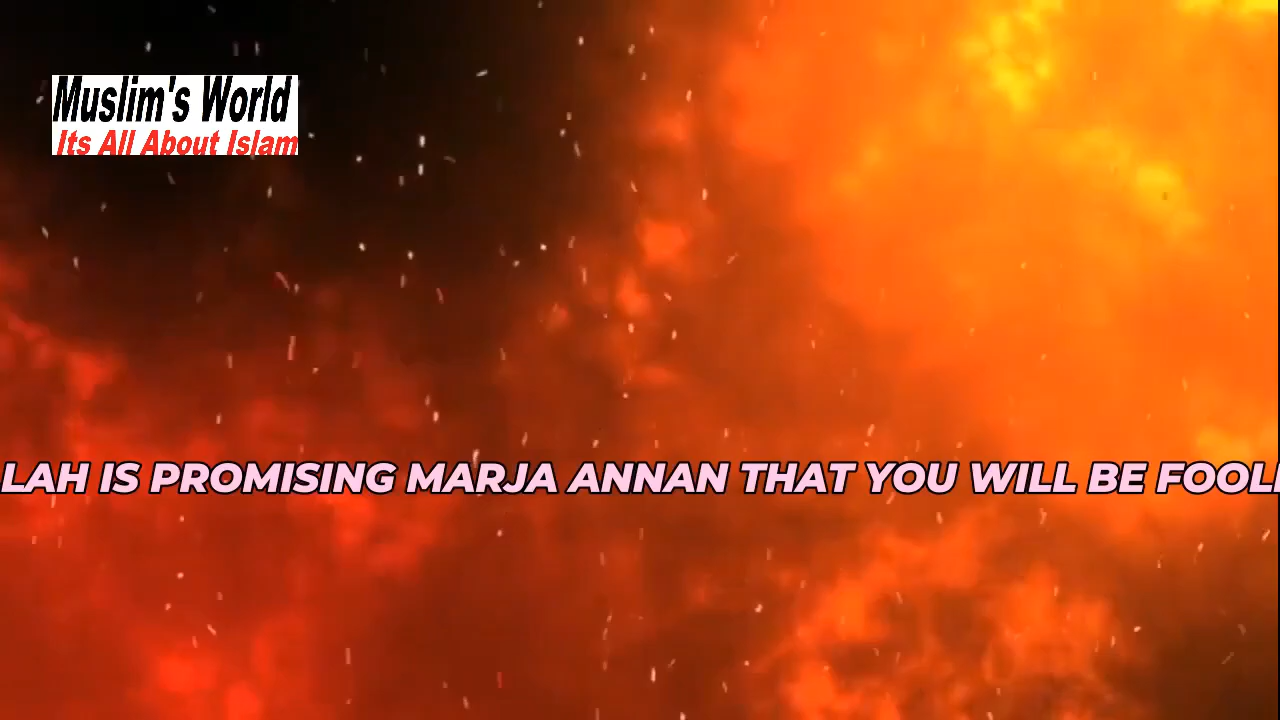 Muslim's World
Its All About Islam
LAH IS PROMISING MARJA ANNAN THAT YOU WILL BE FOOL